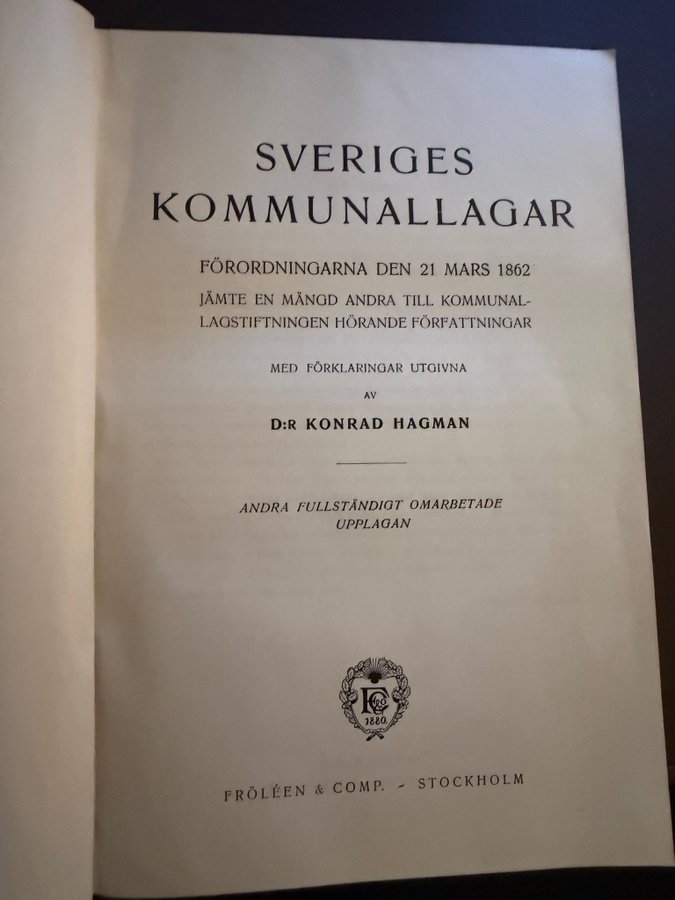 SVERIGES
KOMMUNALLAGAR
FÖRORDNINGARNA DEN 21 MARS 1862
JÄMTE EN MÄNGD ANDRA TILL KOMMUNAL-
LAGSTIFTNINGEN HÖRANDE FÖRFATTNINGAR
MED FÖRKLARINGAR UTGIVNA
AV
D:R KONRAD HAGMAN
ANDRA FULLSTÄNDIGT OMARBETADE
UPPLAGAN
1880
FRÖLÉEN & COMP. - STOCKHOLM